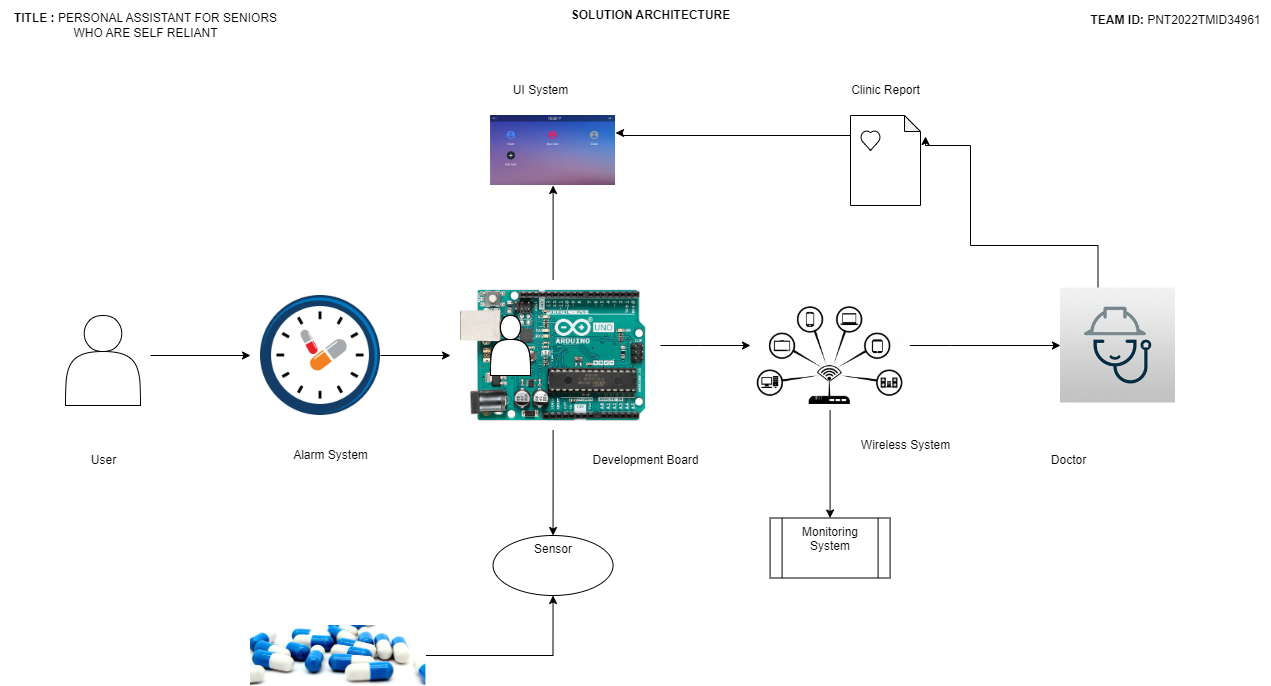 TITLE : PERSONAL ASSISTANT FOR SENIORS
WHO ARE SELF RELIANT
SOLUTION ARCHITECTURE
TEAM ID: PNT2022TMID34961
UI System
Clinic Report
UNO
ARDUINO
User
Alarm System
Development Board
Wireless System
Doctor
Sensor
Monitoring
System